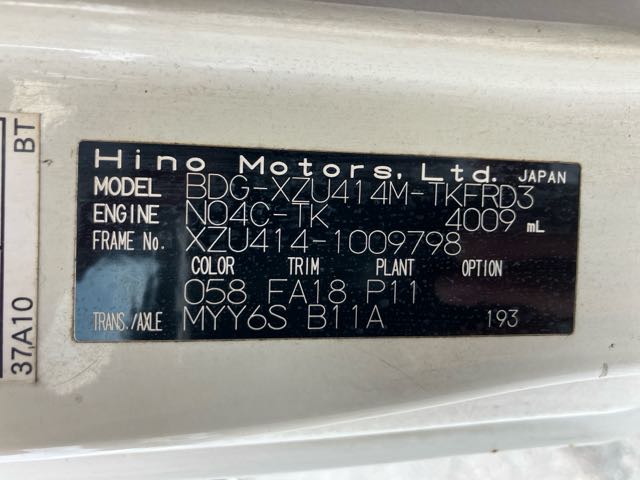 Hino Motors, Ltd. JAPAN
MODEL BDG-XZU414M-TKFRD3
ENGINE N04C-TK 4009 mL
FRAME No. XZU414-1009798
COLOR TRIM PLANT OPTION
058 FA18 P11
TRANS./AXLE MYY6S B11A 193
37A10 BT